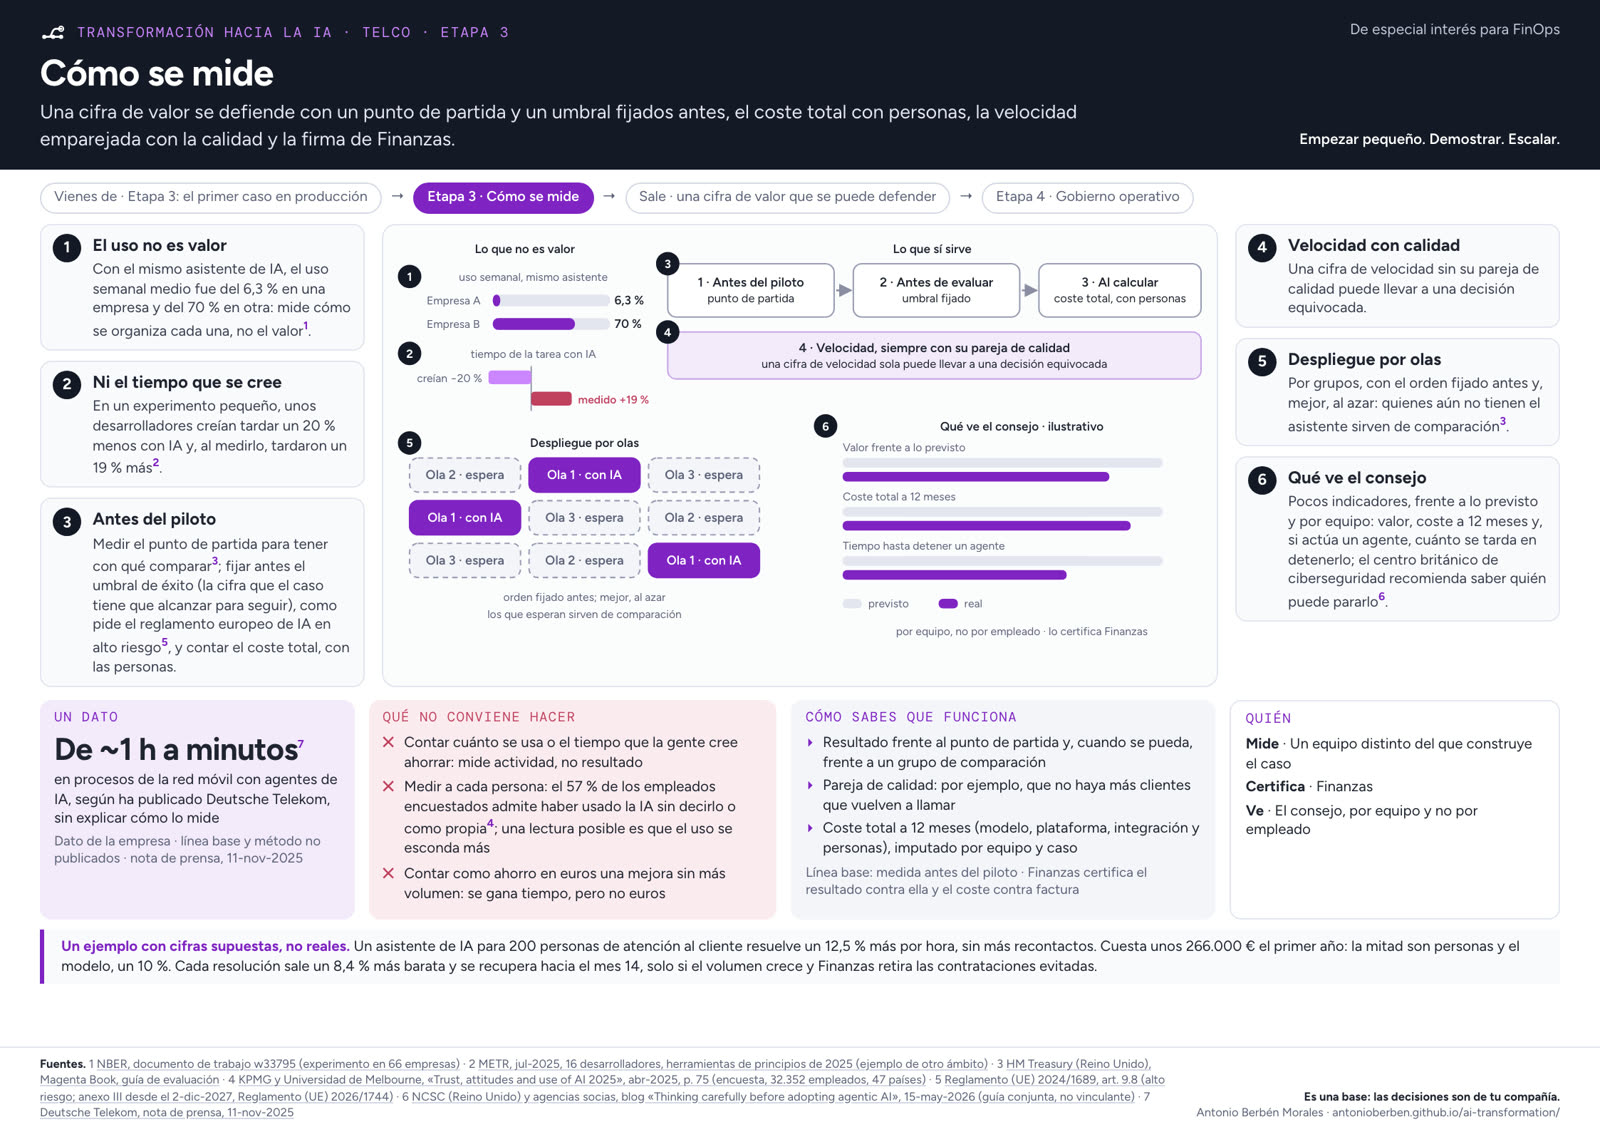 TRANSFORMACIÓN HACIA LA IA · TELCO · ETAPA 3
De especial interés para FinOps
Cómo se mide
Una cifra de valor se defiende con un punto de partida y un umbral fijados antes, el coste total con personas, la velocidad
emparejada con la calidad y la firma de Finanzas.
Empezar pequeño. Demostrar. Escalar.
Vienes de · Etapa 3: el primer caso en producción → Etapa 3 · Cómo se mide → Sale · una cifra de valor que se puede defender → Etapa 4 · Gobierno operativo
1 El uso no es valor
Con el mismo asistente de IA, el uso
semanal medio fue del 6,3 % en una
empresa y del 70 % en otra: mide cómo
se organiza cada una, no el valor1.
2 Ni el tiempo que se cree
En un experimento pequeño, unos
desarrolladores creían tardar un 20 %
menos con IA y, al medirlo, tardaron un
19 % más2.
3 Antes del piloto
Medir el punto de partida para tener
con qué comparar3; fijar antes el
umbral de éxito (la cifra que el caso
tiene que alcanzar para seguir), como
pide el reglamento europeo de IA en
alto riesgo5, y contar el coste total, con
las personas.
Lo que no es valor
1 uso semanal, mismo asistente
Empresa A 6,3 %
Empresa B 70 %
2 tiempo de la tarea con IA
creían −20 %
medido +19 %
Lo que sí sirve
3
1 · Antes del piloto
punto de partida
2 · Antes de evaluar
umbral fijado
3 · Al calcular
coste total, con personas
4
4 · Velocidad, siempre con su pareja de calidad
una cifra de velocidad sola puede llevar a una decisión equivocada
5 Despliegue por olas
Ola 2 · espera Ola 1 · con IA Ola 3 · espera
Ola 1 · con IA Ola 3 · espera Ola 2 · espera
Ola 3 · espera Ola 2 · espera Ola 1 · con IA
orden fijado antes; mejor, al azar
los que esperan sirven de comparación
6 Qué ve el consejo · ilustrativo
Valor frente a lo previsto
Coste total a 12 meses
Tiempo hasta detener un agente
previsto real
por equipo, no por empleado · lo certifica Finanzas
4 Velocidad con calidad
Una cifra de velocidad sin su pareja de
calidad puede llevar a una decisión
equivocada.
5 Despliegue por olas
Por grupos, con el orden fijado antes y,
mejor, al azar: quienes aún no tienen el
asistente sirven de comparación3.
6 Qué ve el consejo
Pocos indicadores, frente a lo previsto
y por equipo: valor, coste a 12 meses y,
si actúa un agente, cuánto se tarda en
detenerlo; el centro británico de
ciberseguridad recomienda saber quién
puede pararlo6.
UN DATO
De ~1 h a minutos7
en procesos de la red móvil con agentes de
IA, según ha publicado Deutsche Telekom,
sin explicar cómo lo mide
Dato de la empresa · línea base y método no
publicados · nota de prensa, 11-nov-2025
QUÉ NO CONVIENE HACER
Contar cuánto se usa o el tiempo que la gente cree
ahorrar: mide actividad, no resultado
Medir a cada persona: el 57 % de los empleados
encuestados admite haber usado la IA sin decirlo o
como propia4; una lectura posible es que el uso se
esconda más
Contar como ahorro en euros una mejora sin más
volumen: se gana tiempo, pero no euros
CÓMO SABES QUE FUNCIONA
Resultado frente al punto de partida y, cuando se pueda,
frente a un grupo de comparación
Pareja de calidad: por ejemplo, que no haya más clientes
que vuelven a llamar
Coste total a 12 meses (modelo, plataforma, integración y
personas), imputado por equipo y caso
Línea base: medida antes del piloto · Finanzas certifica el
resultado contra ella y el coste contra factura
QUIÉN
Mide · Un equipo distinto del que construye
el caso
Certifica · Finanzas
Ve · El consejo, por equipo y no por
empleado
Un ejemplo con cifras supuestas, no reales. Un asistente de IA para 200 personas de atención al cliente resuelve un 12,5 % más por hora, sin más recontactos. Cuesta unos 266.000 € el primer año: la mitad son personas y el
modelo, un 10 %. Cada resolución sale un 8,4 % más barata y se recupera hacia el mes 14, solo si el volumen crece y Finanzas retira las contrataciones evitadas.
Fuentes. 1 NBER, documento de trabajo w33795 (experimento en 66 empresas) · 2 METR, jul-2025, 16 desarrolladores, herramientas de principios de 2025 (ejemplo de otro ámbito) · 3 HM Treasury (Reino Unido),
Magenta Book, guía de evaluación · 4 KPMG y Universidad de Melbourne, «Trust, attitudes and use of AI 2025», abr-2025, p. 75 (encuesta, 32.352 empleados, 47 países) · 5 Reglamento (UE) 2024/1689, art. 9.8 (alto
riesgo; anexo III desde el 2-dic-2027, Reglamento (UE) 2026/1744) · 6 NCSC (Reino Unido) y agencias socias, blog «Thinking carefully before adopting agentic AI», 15-may-2026 (guía conjunta, no vinculante) · 7
Deutsche Telekom, nota de prensa, 11-nov-2025
Es una base: las decisiones son de tu compañía.
Antonio Berbén Morales · antonioberben.github.io/ai-transformation/